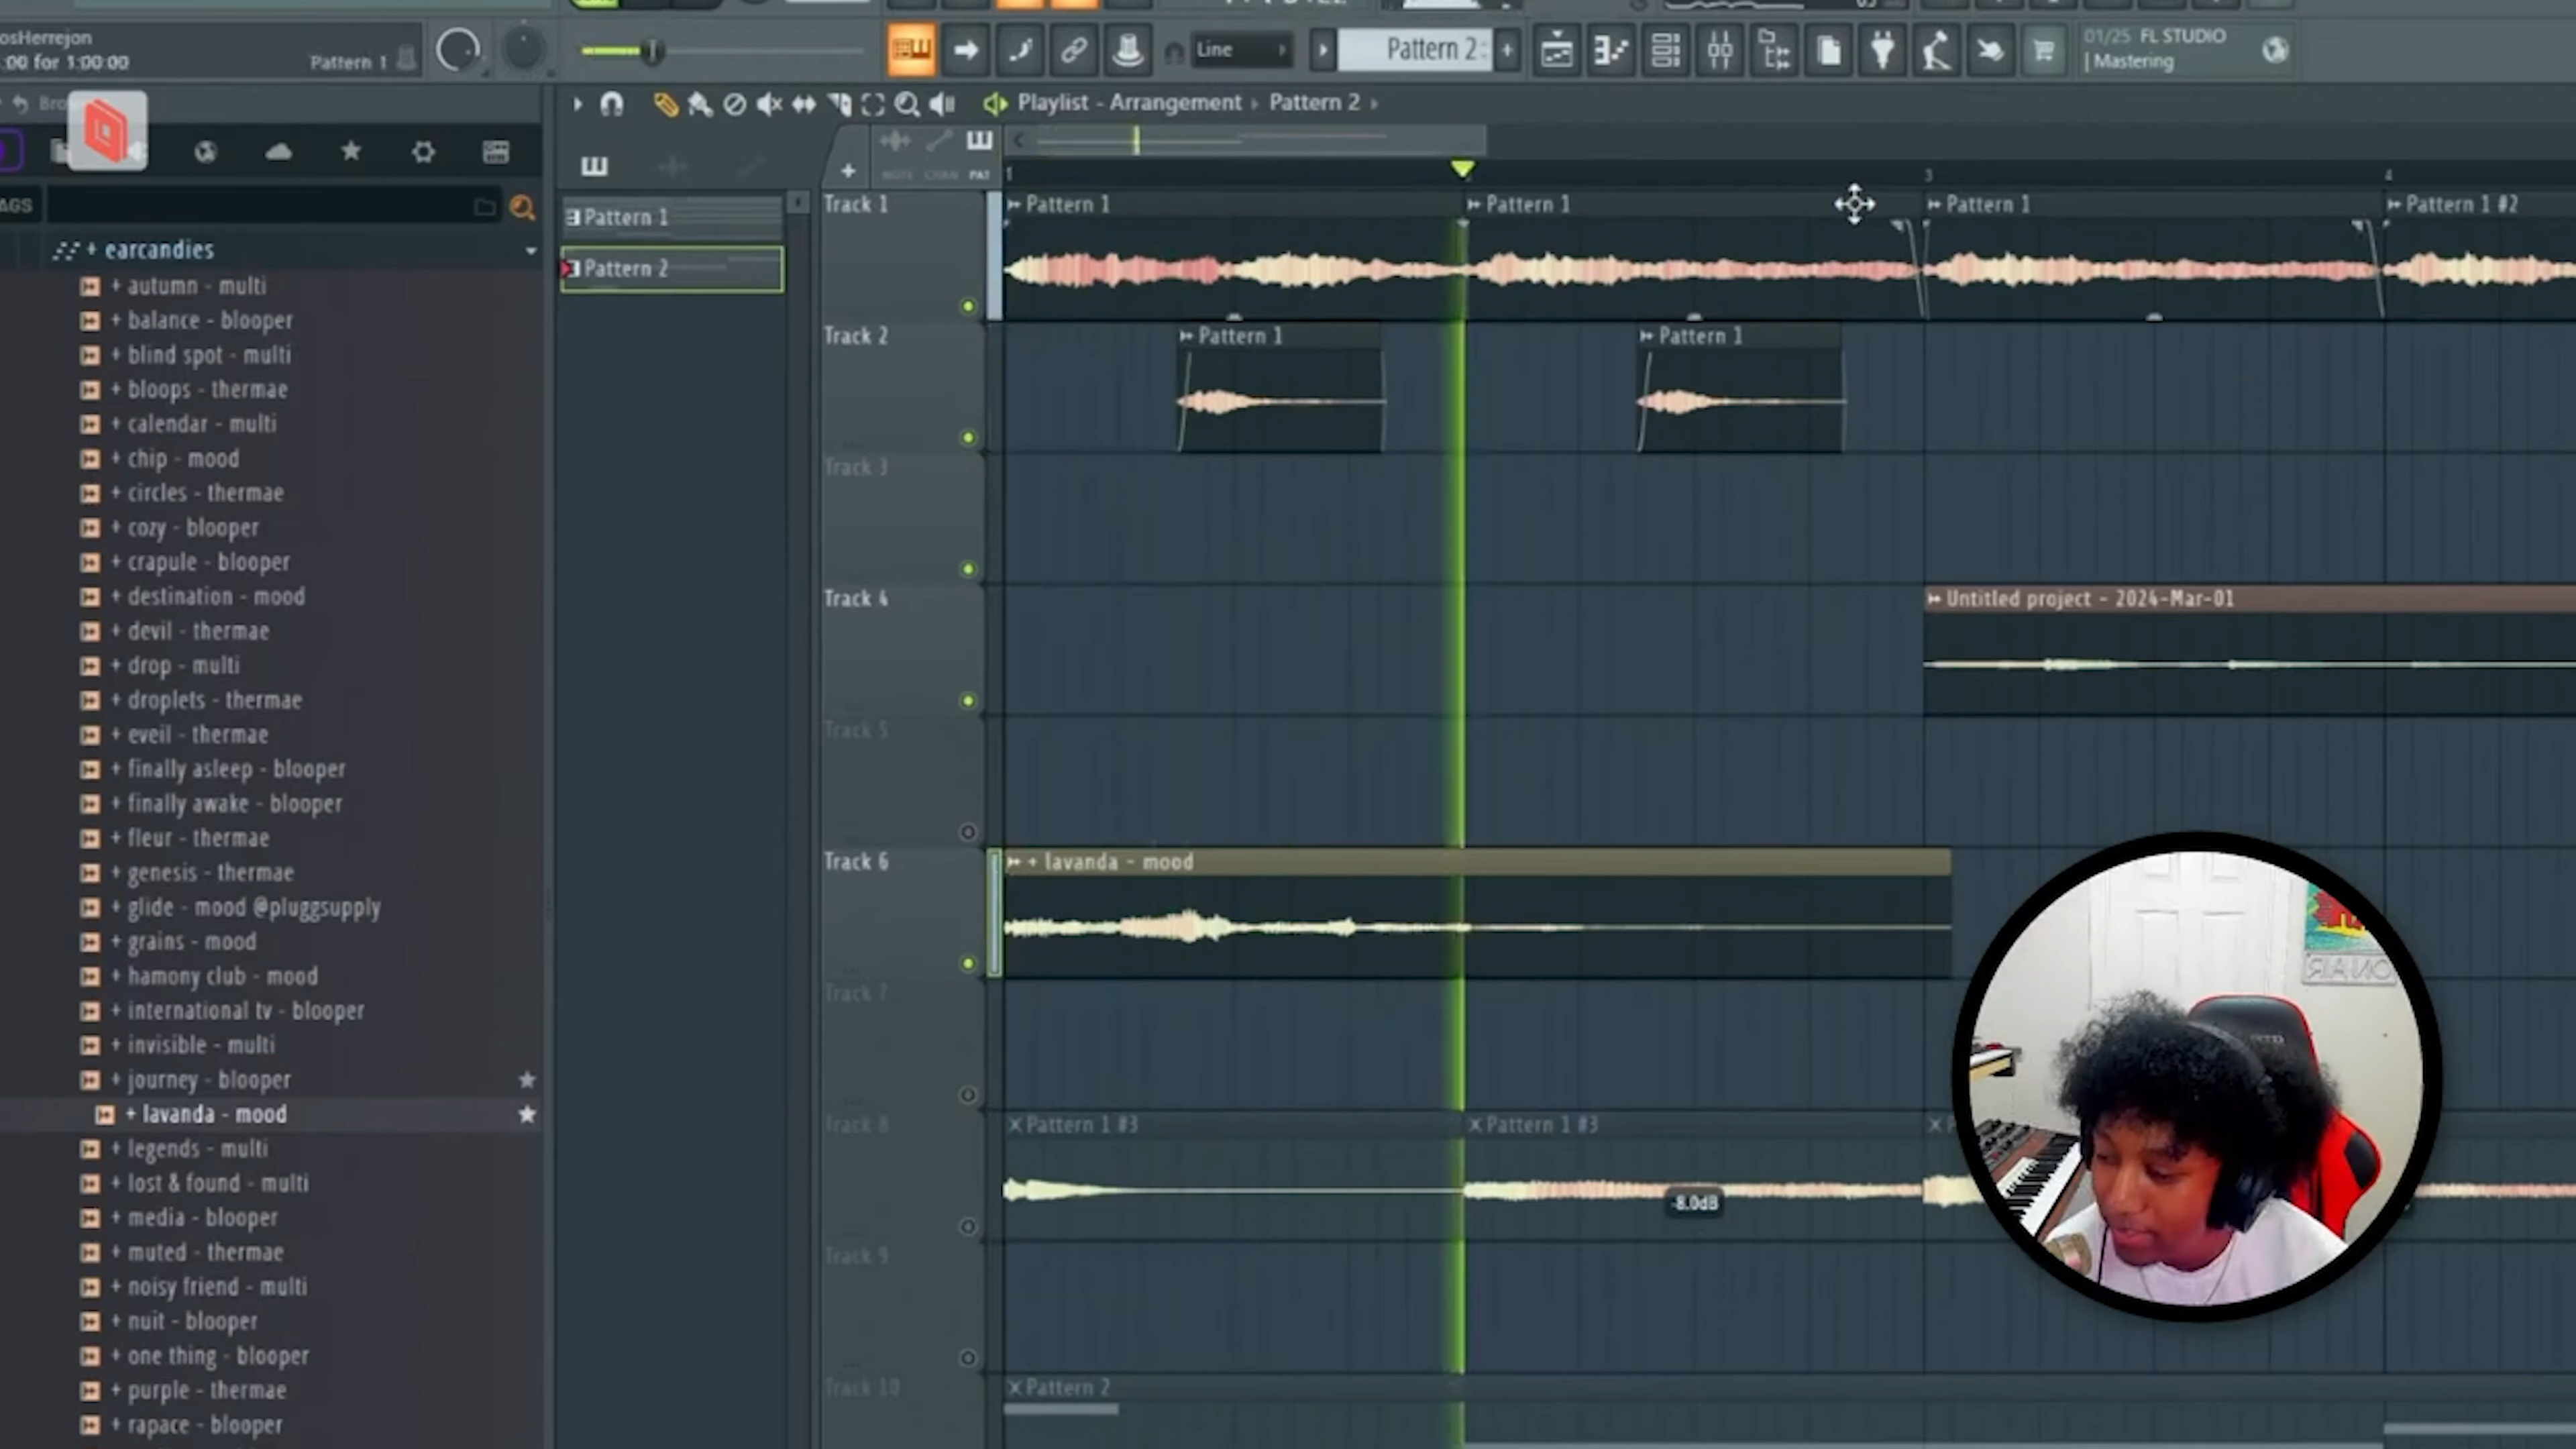 osHerrejon
:00 for 1:00:00
Pattern 1
Line
Pattern 2
01/25 FL STUDIO
| Mastering
Playlist - Arrangement
Pattern 2
NOTE CHAN PAT
AGS
+ earcandies
+ autumn - multi
+ balance - blooper
+ blind spot - multi
+ bloops - thermae
+ calendar - multi
+ chip - mood
+ circles - thermae
+ cozy - blooper
+ crapule - blooper
+ destination - mood
+ devil - thermae
+ drop - multi
+ droplets - thermae
+ eveil - thermae
+ finally asleep - blooper
+ finally awake - blooper
+ fleur - thermae
+ genesis - thermae
+ glide - mood @pluggsupply
+ grains - mood
+ hamony club - mood
+ international tv - blooper
+ invisible - multi
+ journey - blooper
+ lavanda - mood
+ legends - multi
+ lost & found - multi
+ media - blooper
+ muted - thermae
+ noisy friend - multi
+ nuit - blooper
+ one thing - blooper
+ purple - thermae
+ rapace - blooper
Pattern 1
Pattern 2
1
3
4
Track 1
Pattern 1
Pattern 1
Pattern 1
Pattern 1 #2
Track 2
Pattern 1
Pattern 1
Track 3
Track 4
Untitled project - 2024-Mar-01
Track 5
Track 6
+ lavanda - mood
Track 7
Track 8
Pattern 1 #3
Pattern 1 #3
-8.0dB
Track 9
Track 10
Pattern 2